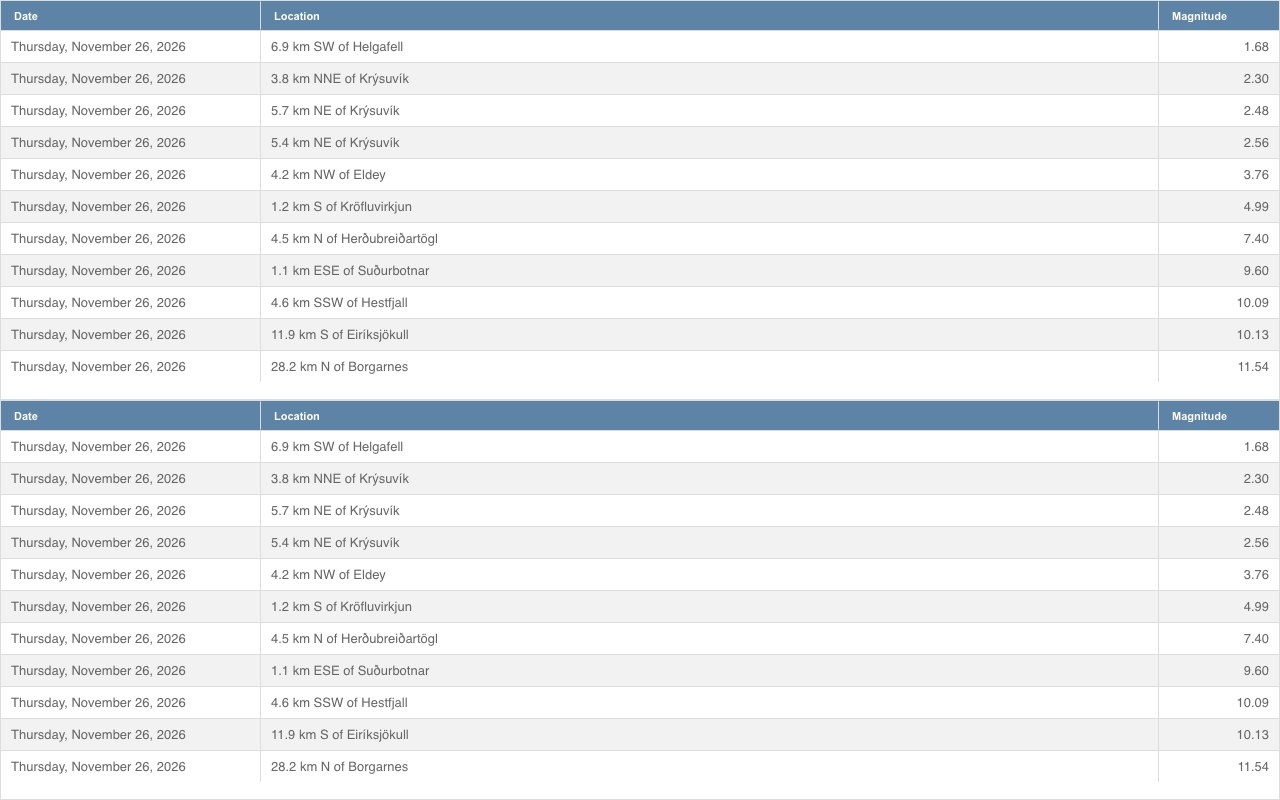 Date Location Magnitude
Thursday, November 26, 2026 6.9 km SW of Helgafell 1.68
Thursday, November 26, 2026 3.8 km NNE of Krýsuvík 2.30
Thursday, November 26, 2026 5.7 km NE of Krýsuvík 2.48
Thursday, November 26, 2026 5.4 km NE of Krýsuvík 2.56
Thursday, November 26, 2026 4.2 km NW of Eldey 3.76
Thursday, November 26, 2026 1.2 km S of Kröfluvirkjun 4.99
Thursday, November 26, 2026 4.5 km N of Herðubreiðartögl 7.40
Thursday, November 26, 2026 1.1 km ESE of Suðurbotnar 9.60
Thursday, November 26, 2026 4.6 km SSW of Hestfjall 10.09
Thursday, November 26, 2026 11.9 km S of Eiríksjökull 10.13
Thursday, November 26, 2026 28.2 km N of Borgarnes 11.54
Date Location Magnitude
Thursday, November 26, 2026 6.9 km SW of Helgafell 1.68
Thursday, November 26, 2026 3.8 km NNE of Krýsuvík 2.30
Thursday, November 26, 2026 5.7 km NE of Krýsuvík 2.48
Thursday, November 26, 2026 5.4 km NE of Krýsuvík 2.56
Thursday, November 26, 2026 4.2 km NW of Eldey 3.76
Thursday, November 26, 2026 1.2 km S of Kröfluvirkjun 4.99
Thursday, November 26, 2026 4.5 km N of Herðubreiðartögl 7.40
Thursday, November 26, 2026 1.1 km ESE of Suðurbotnar 9.60
Thursday, November 26, 2026 4.6 km SSW of Hestfjall 10.09
Thursday, November 26, 2026 11.9 km S of Eiríksjökull 10.13
Thursday, November 26, 2026 28.2 km N of Borgarnes 11.54